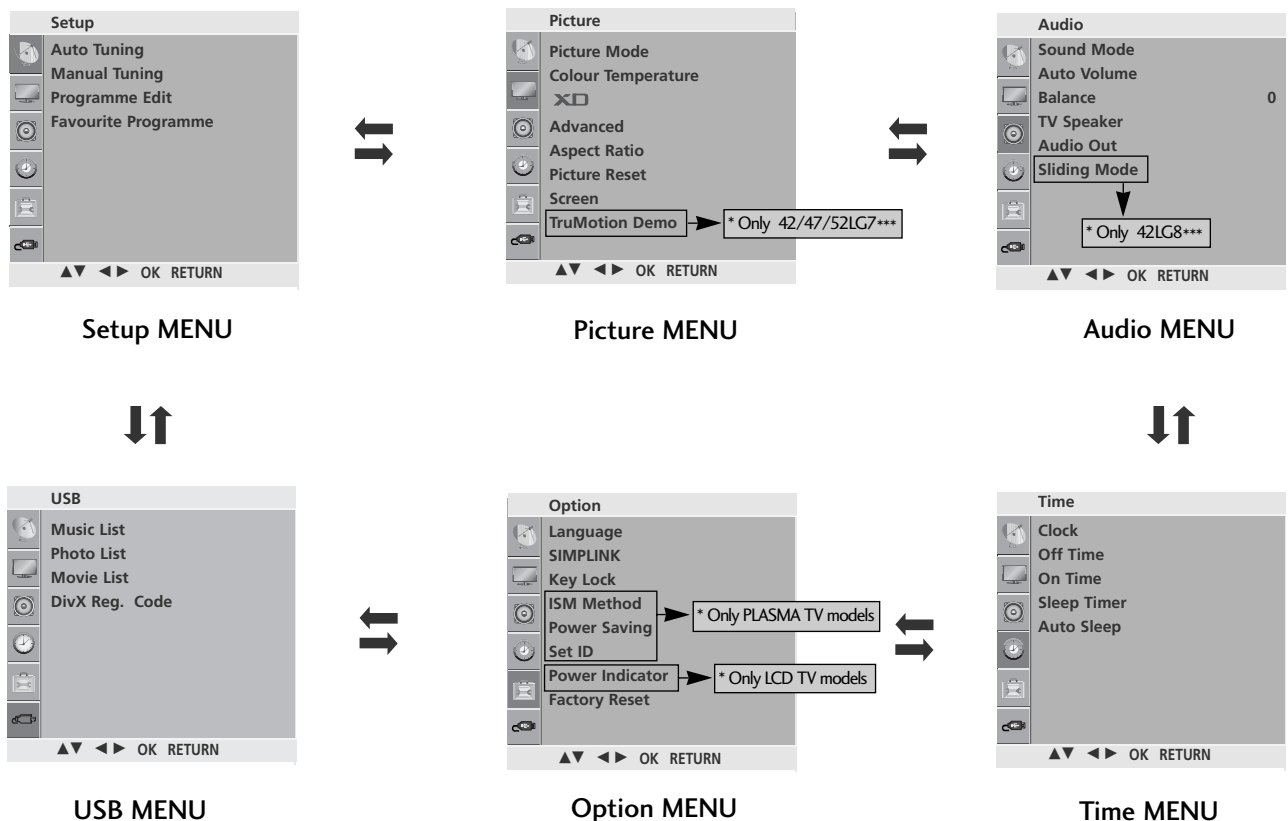 Setup
Auto Tuning
Manual Tuning
Programme Edit
Favourite Programme
▲▼ ◄► OK RETURN
Setup MENU
Picture
Picture Mode
Colour Temperature
XD
Advanced
Aspect Ratio
Picture Reset
Screen
TruMotion Demo
* Only 42/47/52LG7***
▲▼ ◄► OK RETURN
Picture MENU
Audio
Sound Mode
Auto Volume
Balance 0
TV Speaker
Audio Out
Sliding Mode
* Only 42LG8***
▲▼ ◄► OK RETURN
Audio MENU
USB
Music List
Photo List
Movie List
DivX Reg. Code
▲▼ ◄► OK RETURN
USB MENU
Option
Language
SIMPLINK
Key Lock
ISM Method
Power Saving
Set ID
* Only PLASMA TV models
Power Indicator
* Only LCD TV models
Factory Reset
▲▼ ◄► OK RETURN
Option MENU
Time
Clock
Off Time
On Time
Sleep Timer
Auto Sleep
▲▼ ◄► OK RETURN
Time MENU